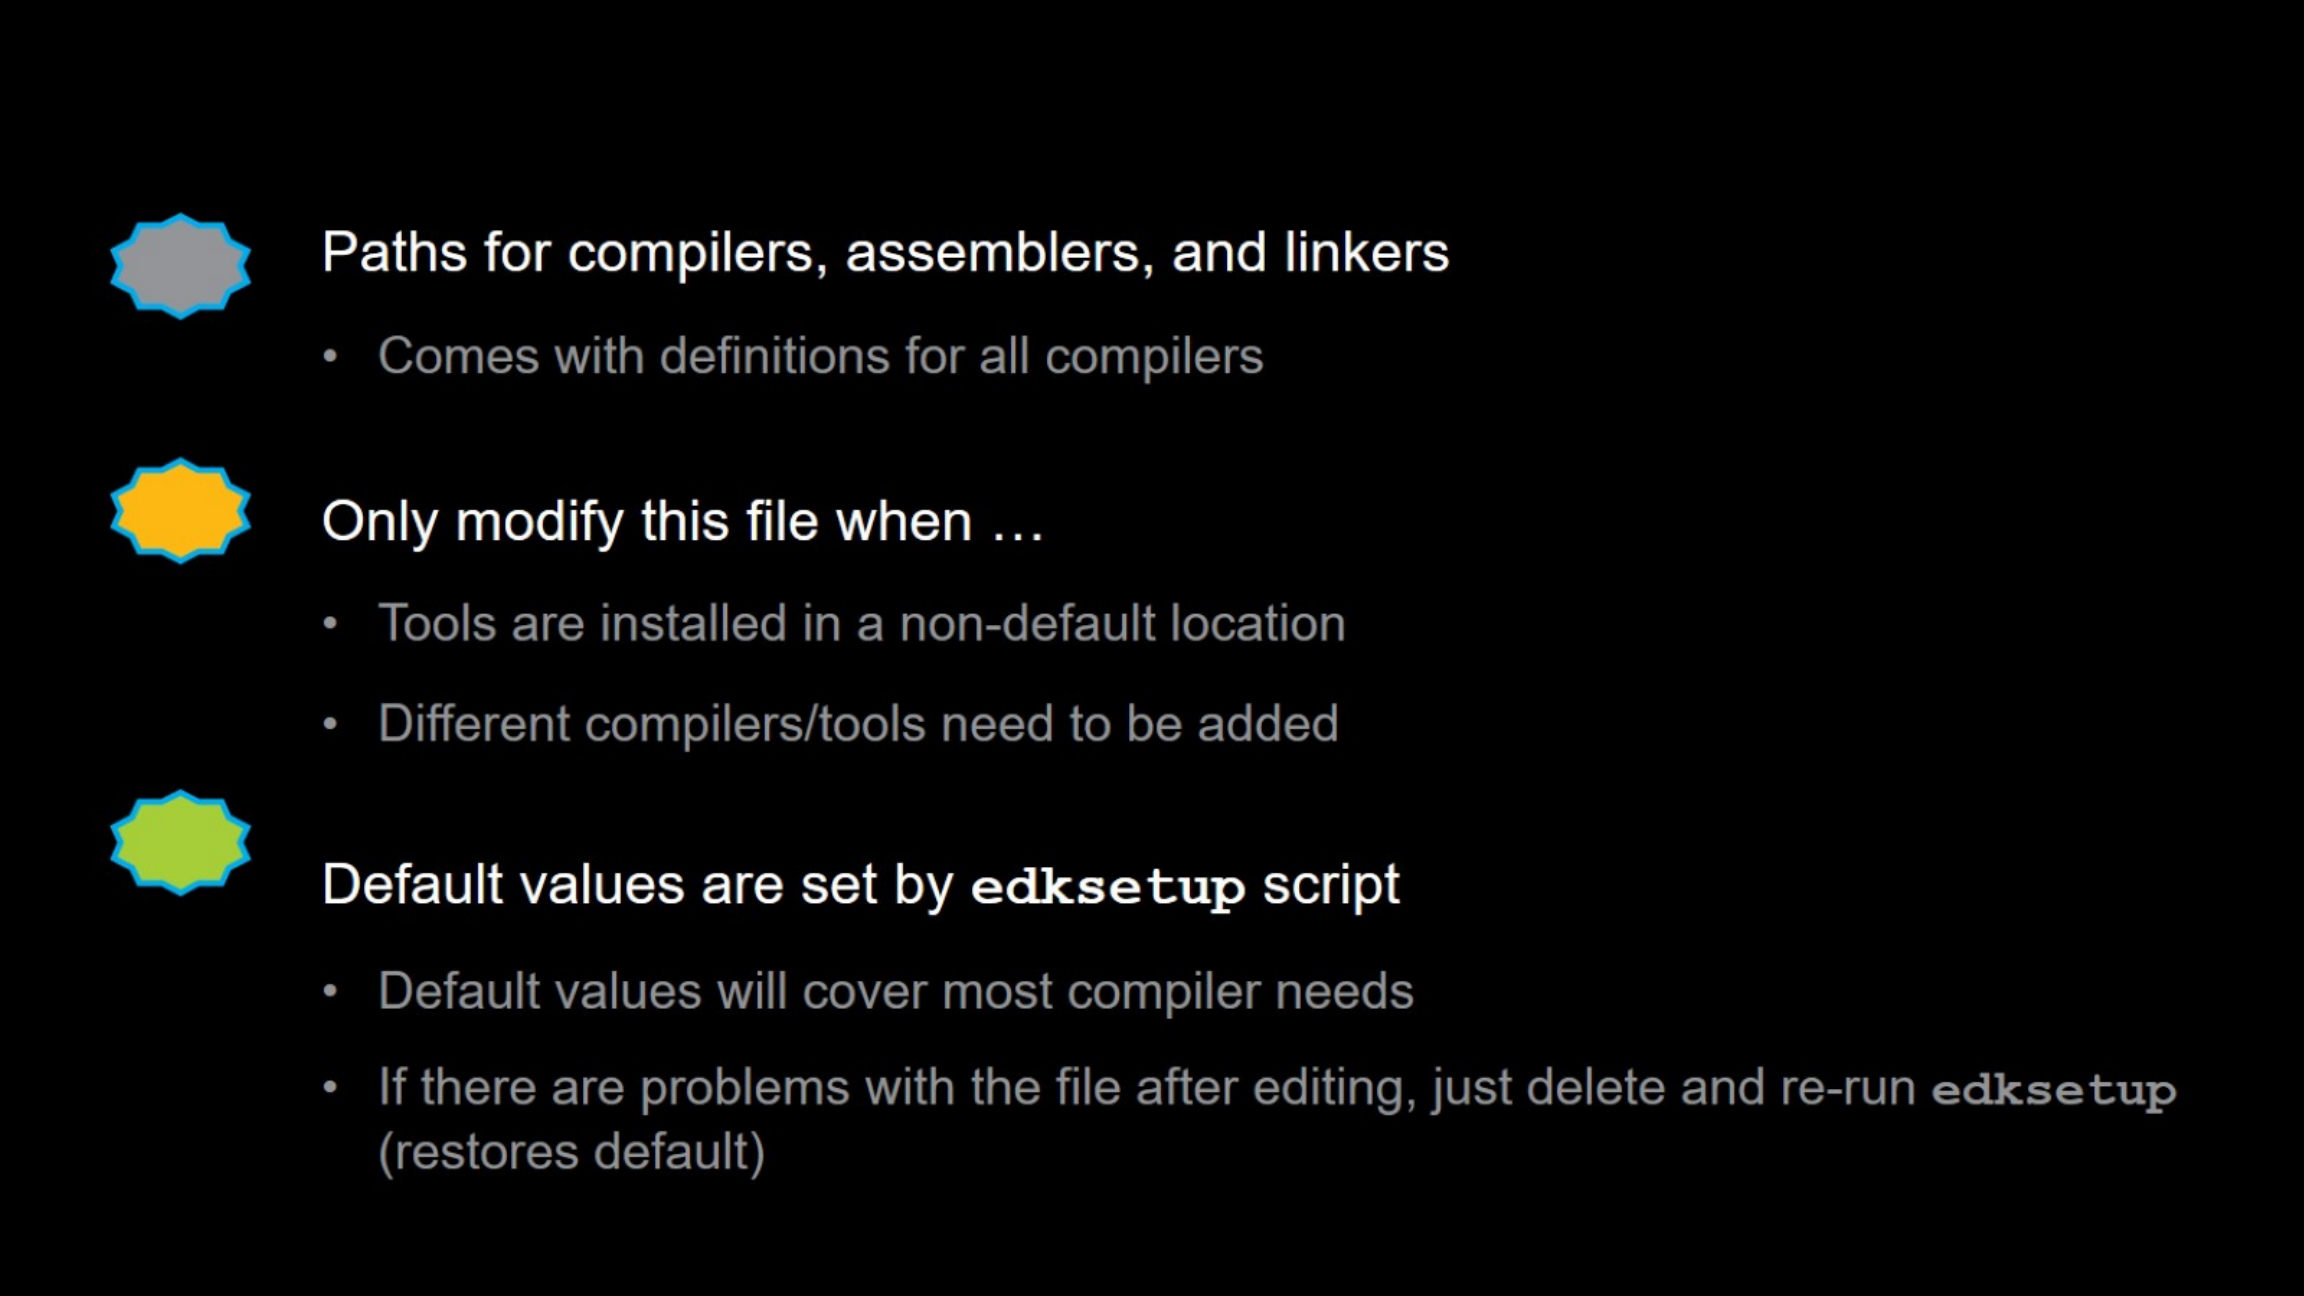 Paths for compilers, assemblers, and linkers
• Comes with definitions for all compilers
Only modify this file when …
• Tools are installed in a non-default location
• Different compilers/tools need to be added
Default values are set by edksetup script
• Default values will cover most compiler needs
• If there are problems with the file after editing, just delete and re-run edksetup
(restores default)